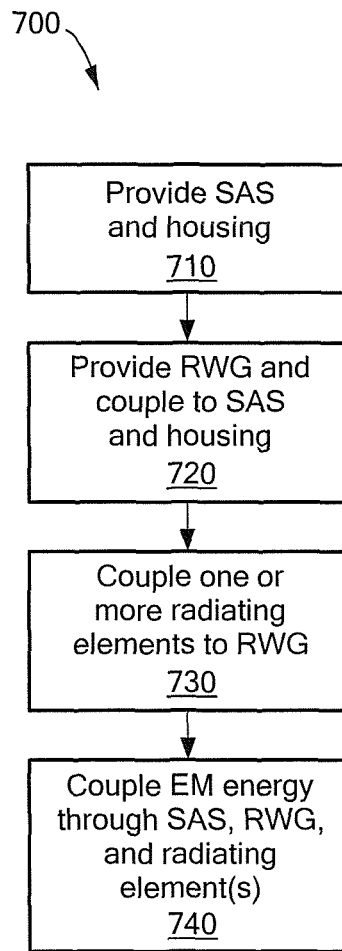 700
Provide SAS
and housing
710
Provide RWG and
couple to SAS
and housing
720
Couple one or
more radiating
elements to RWG
730
Couple EM energy
through SAS, RWG,
and radiating
element(s)
740